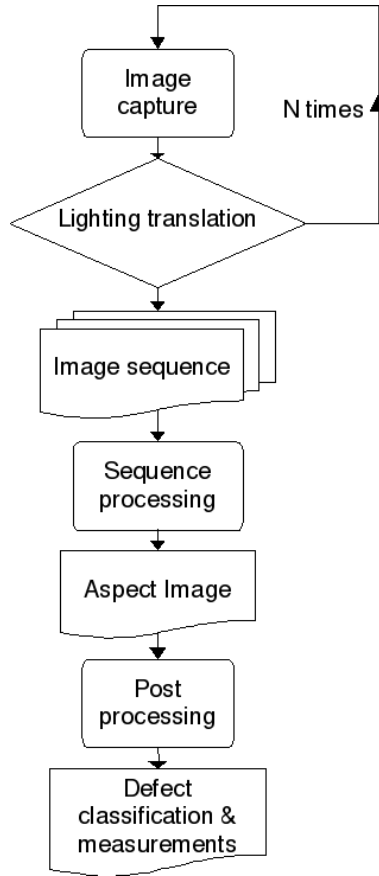 Image
capture
N times
Lighting translation
Image sequence
Sequence
processing
Aspect Image
Post
processing
Defect
classification &
measurements